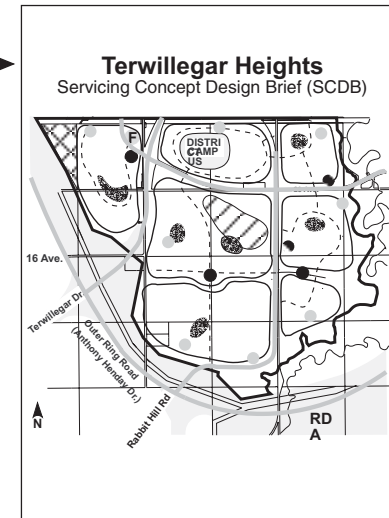 Terwillegar Heights
Servicing Concept Design Brief (SCDB)
F
DISTRI
CT
CAMP
US
16 Ave.
Terwillegar Dr
Outer Ring Road
(Anthony Henday Dr.)
Rabbit Hill Rd
N
RD
A